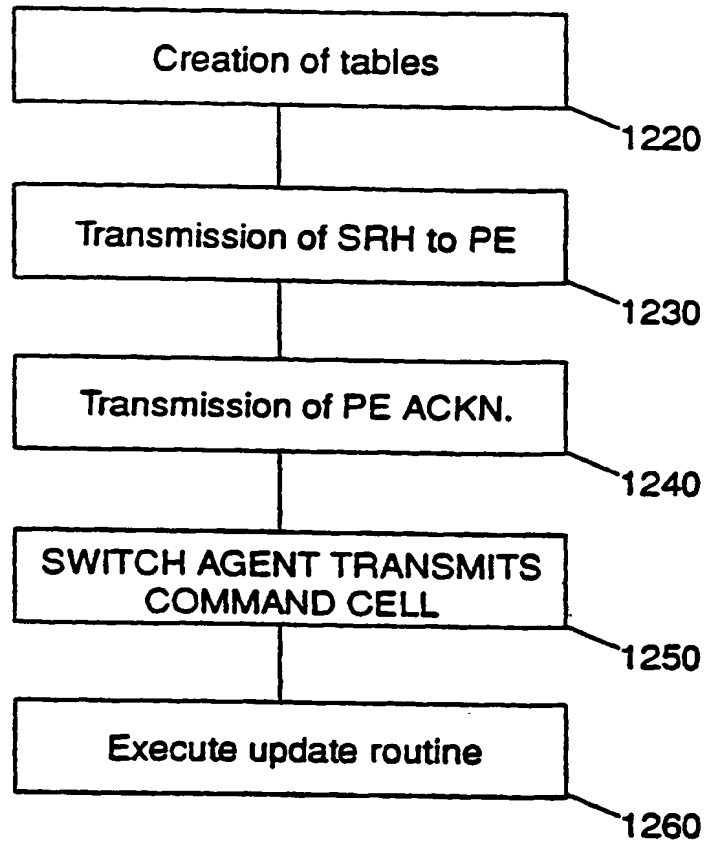 Creation of tables
1220
Transmission of SRH to PE
1230
Transmission of PE ACKN.
1240
SWITCH AGENT TRANSMITS
COMMAND CELL
1250
Execute update routine
1260